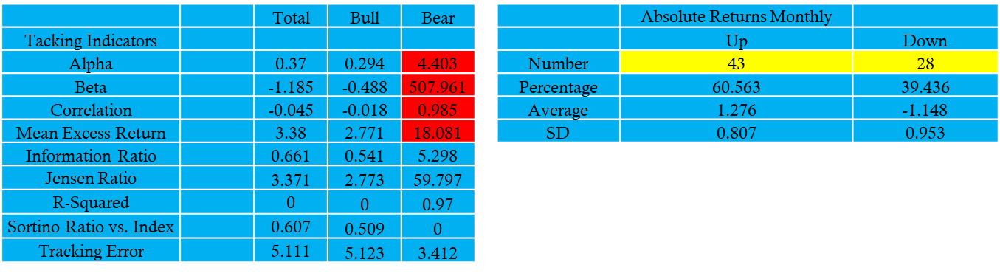 Total Bull Bear
Tacking Indicators
Alpha 0.37 0.294 4.403
Beta -1.185 -0.488 507.961
Correlation -0.045 -0.018 0.985
Mean Excess Return 3.38 2.771 18.081
Information Ratio 0.661 0.541 5.298
Jensen Ratio 3.371 2.773 59.797
R-Squared 0 0 0.97
Sortino Ratio vs. Index 0.607 0.509 0
Tracking Error 5.111 5.123 3.412
Absolute Returns Monthly
Up Down
Number 43 28
Percentage 60.563 39.436
Average 1.276 -1.148
SD 0.807 0.953